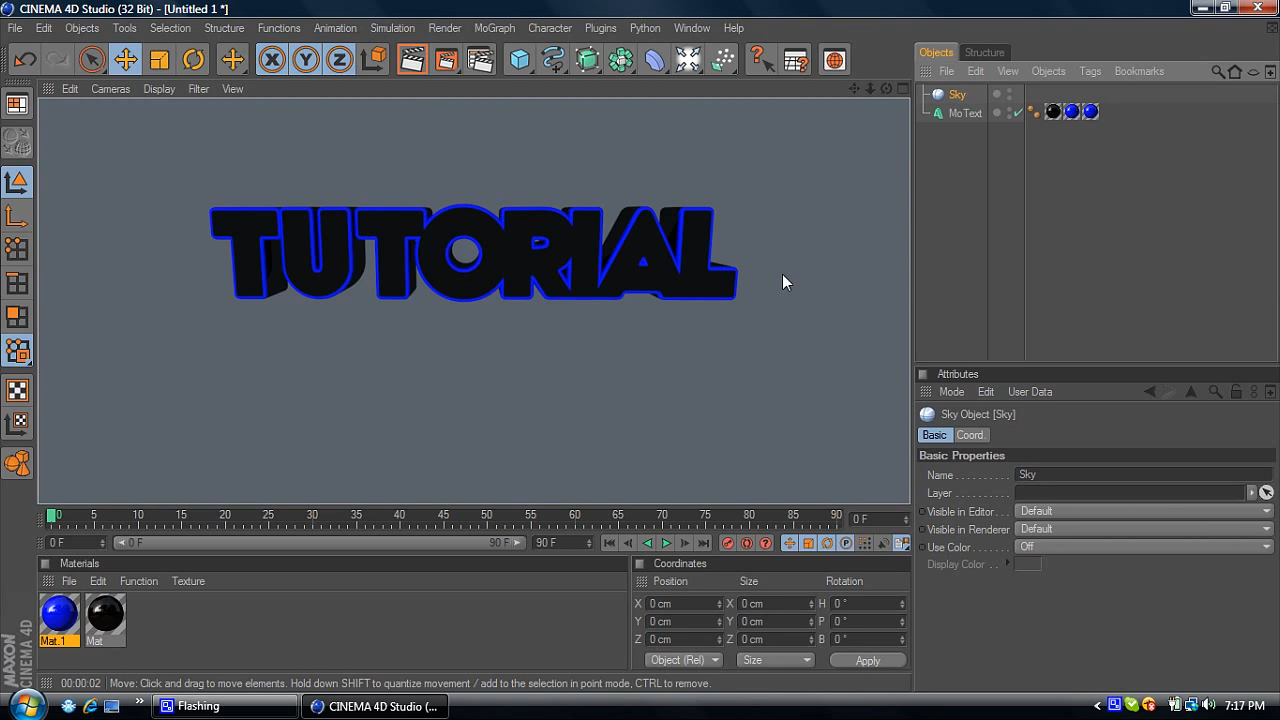 CINEMA 4D Studio (32 Bit) - [Untitled 1 *]
File Edit Objects Tools Selection Structure Functions Animation Simulation Render MoGraph Character Plugins Python Window Help
Objects Structure
File Edit View Objects Tags Bookmarks
Edit Cameras Display Filter View
Sky
MoText
TUTORIAL
Attributes
Mode Edit User Data
Sky Object [Sky]
Basic Coord.
Basic Properties
Name Sky
Layer
Visible in Editor Default
Visible in Renderer Default
Use Color Off
Display Color
0 5 10 15 20 25 30 35 40 45 50 55 60 65 70 75 80 85 90 0 F
0 F 0 F 90 F 90 F
Materials
File Edit Function Texture
Mat.1 Mat
Coordinates
Position Size Rotation
X 0 cm X 0 cm H 0 °
Y 0 cm Y 0 cm P 0 °
Z 0 cm Z 0 cm B 0 °
Object (Rel) Size Apply
MAXON CINEMA 4D
00:00:02 Move: Click and drag to move elements. Hold down SHIFT to quantize movement / add to the selection in point mode, CTRL to remove.
Flashing CINEMA 4D Studio (... 7:17 PM